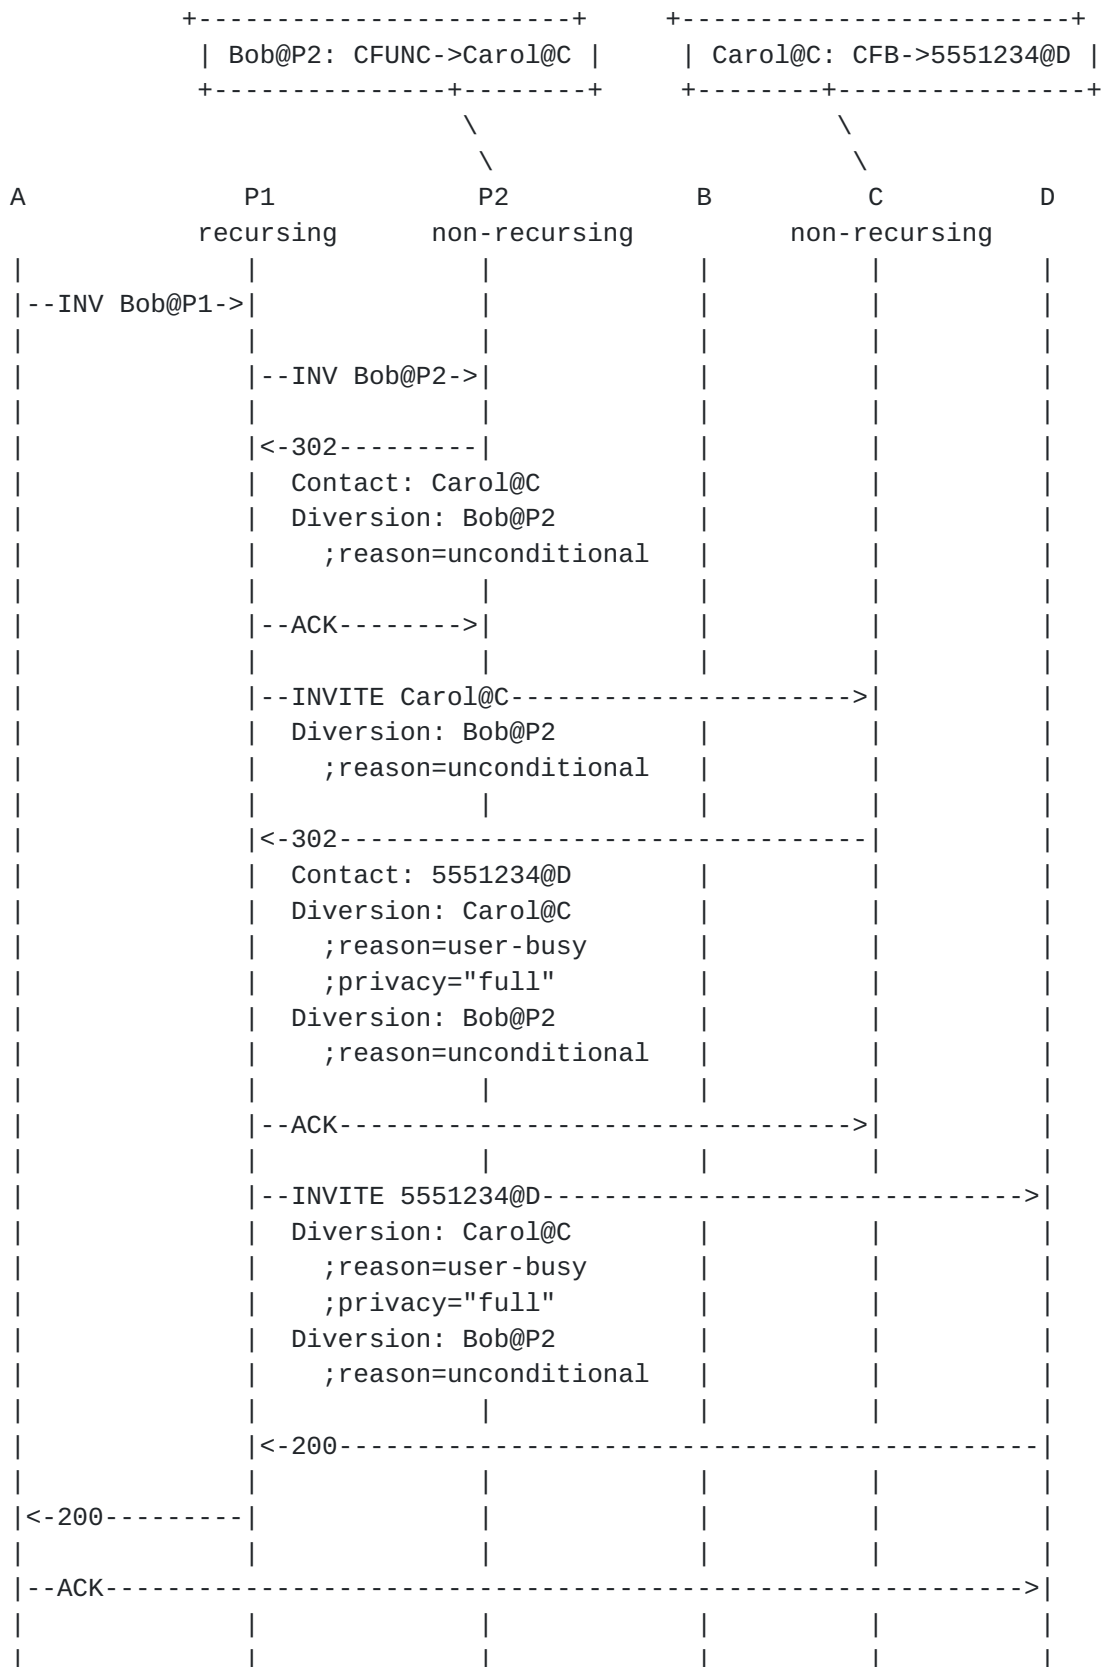 +------------------------+     +-------------------------+
| Bob@P2: CFUNC->Carol@C |     | Carol@C: CFB->5551234@D |
+---------------+--------+     +--------+----------------+
\                       \
\                       \
A              P1             P2            B          C          D
recursing      non-recursing          non-recursing
|              |              |             |          |          |
|--INV Bob@P1->|              |             |          |          |
|              |              |             |          |          |
|              |--INV Bob@P2->|             |          |          |
|              |              |             |          |          |
|              |<-302---------|             |          |          |
|              |  Contact: Carol@C          |          |          |
|              |  Diversion: Bob@P2         |          |          |
|              |    ;reason=unconditional   |          |          |
|              |              |             |          |          |
|              |--ACK-------->|             |          |          |
|              |              |             |          |          |
|              |--INVITE Carol@C---------------------->|          |
|              |  Diversion: Bob@P2         |          |          |
|              |    ;reason=unconditional   |          |          |
|              |              |             |          |          |
|              |<-302----------------------------------|          |
|              |  Contact: 5551234@D        |          |          |
|              |  Diversion: Carol@C        |          |          |
|              |    ;reason=user-busy       |          |          |
|              |    ;privacy="full"         |          |          |
|              |  Diversion: Bob@P2         |          |          |
|              |    ;reason=unconditional   |          |          |
|              |              |             |          |          |
|              |--ACK--------------------------------->|          |
|              |              |             |          |          |
|              |--INVITE 5551234@D------------------------------->|
|              |  Diversion: Carol@C        |          |          |
|              |    ;reason=user-busy       |          |          |
|              |    ;privacy="full"         |          |          |
|              |  Diversion: Bob@P2         |          |          |
|              |    ;reason=unconditional   |          |          |
|              |              |             |          |          |
|              |<-200---------------------------------------------|
|              |              |             |          |          |
|<-200---------|              |             |          |          |
|              |              |             |          |          |
|--ACK----------------------------------------------------------->|
|              |              |             |          |          |
|              |              |             |          |          |